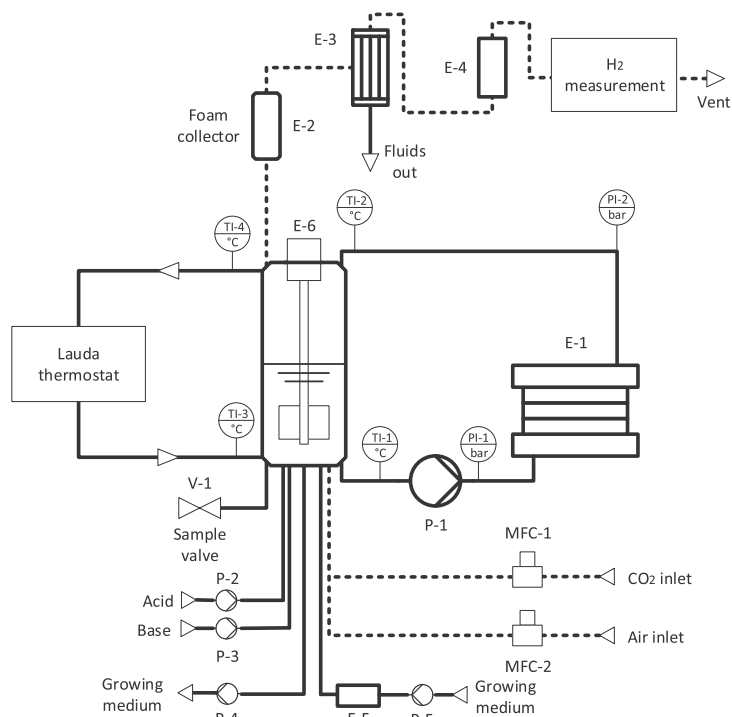 E-3
E-4
H2
measurement
Vent
Foam
collector
E-2
Fluids
out
TI-2
°C
PI-2
bar
TI-4
°C
E-6
E-1
Lauda
thermostat
TI-3
°C
TI-1
°C
PI-1
bar
V-1
P-1
Sample
valve
MFC-1
P-2
Acid
CO2 inlet
Base
Air inlet
P-3
MFC-2
Growing
medium
Growing
medium